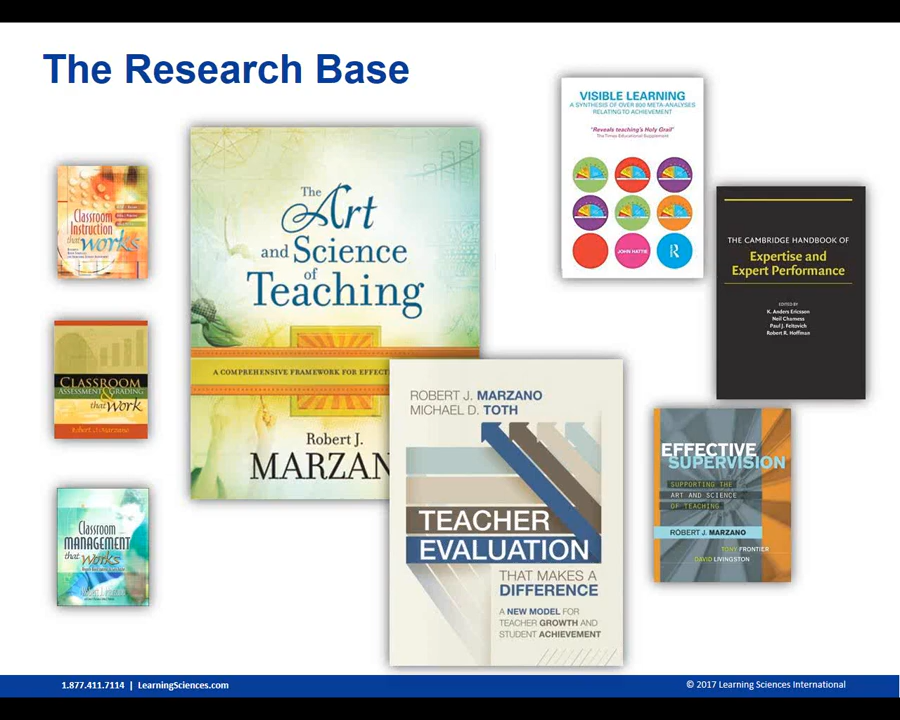 The Research Base
Classroom
Instruction
that works
CLASSROOM
ASSESSMENT & GRADING
that Work
Robert J. Marzano
Classroom
MANAGEMENT
that works
The
Art
and Science
of
Teaching
A COMPREHENSIVE FRAMEWORK FOR EFFECT
Robert J.
MARZAN
ROBERT J. MARZANO
MICHAEL D. TOTH
TEACHER
EVALUATION
THAT MAKES A
DIFFERENCE
A NEW MODEL FOR
TEACHER GROWTH AND
STUDENT ACHIEVEMENT
VISIBLE LEARNING
A SYNTHESIS OF OVER 800 META-ANALYSES
RELATING TO ACHIEVEMENT
"Reveals teaching's Holy Grail"
The Times Educational Supplement
JOHN HATTIE
R
THE CAMBRIDGE HANDBOOK OF
Expertise and
Expert Performance
EDITED BY
K. Anders Ericsson
Neil Charness
Paul J. Feltovich
Robert R. Hoffman
EFFECTIVE
SUPERVISION
SUPPORTING THE
ART AND SCIENCE
OF TEACHING
ROBERT J. MARZANO
TONY FRONTIER
DAVID LIVINGSTON
1.877.411.7114 | LearningSciences.com
© 2017 Learning Sciences International